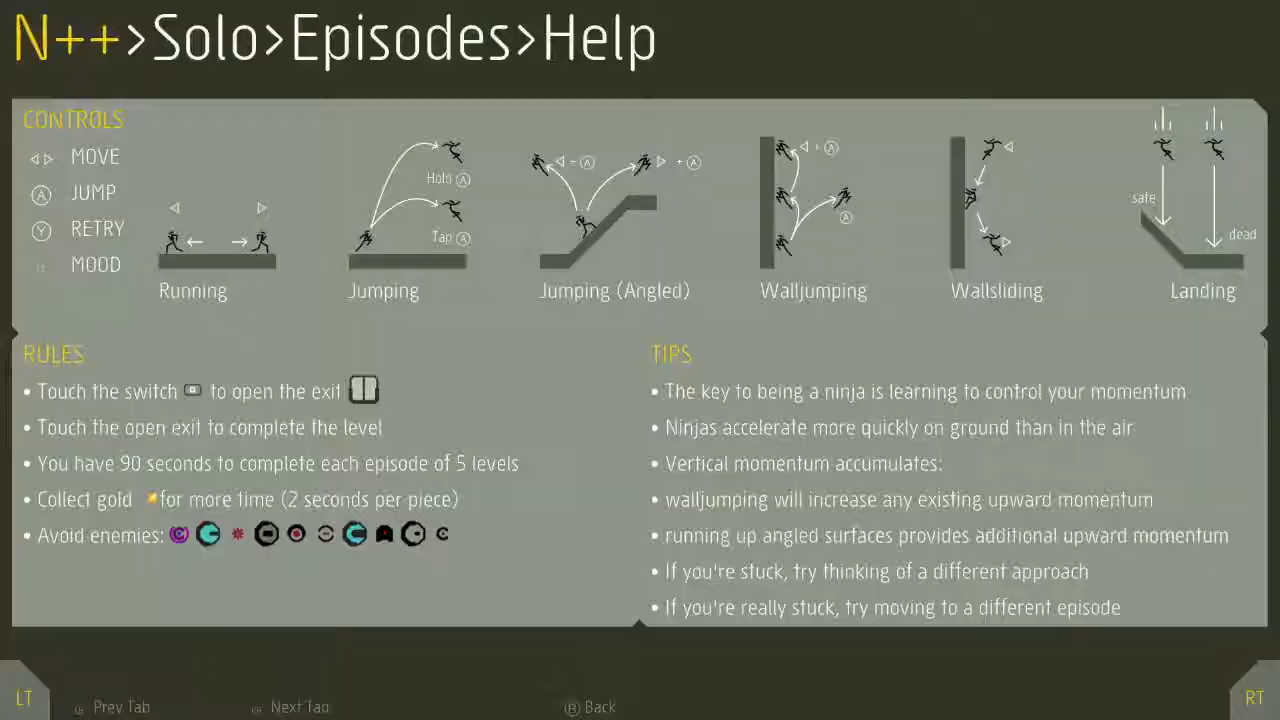 N++>Solo>Episodes>Help
CONTROLS
MOVE
A JUMP
Y RETRY
MOOD
Running
Hold A
Tap A
Jumping
- A
+ A
Jumping (Angled)
+ A
A
Walljumping
Wallsliding
safe
dead
Landing
RULES
• Touch the switch to open the exit
• Touch the open exit to complete the level
• You have 90 seconds to complete each episode of 5 levels
• Collect gold for more time (2 seconds per piece)
• Avoid enemies:
TIPS
• The key to being a ninja is learning to control your momentum
• Ninjas accelerate more quickly on ground than in the air
• Vertical momentum accumulates:
• walljumping will increase any existing upward momentum
• running up angled surfaces provides additional upward momentum
• If you're stuck, try thinking of a different approach
• If you're really stuck, try moving to a different episode
LT
Prev Tab
Next Tab
B Back
RT